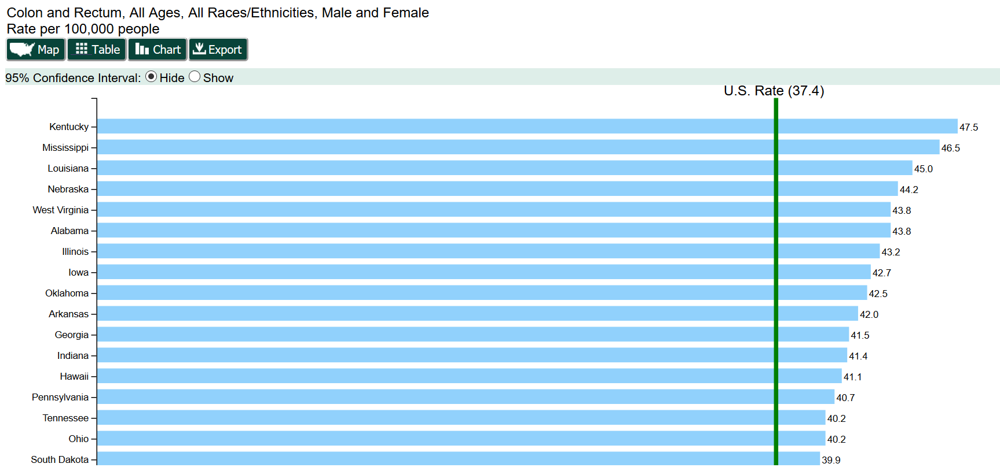 Colon and Rectum, All Ages, All Races/Ethnicities, Male and Female
Rate per 100,000 people
Map Table Chart Export
95% Confidence Interval: Hide Show
U.S. Rate (37.4)
Kentucky 47.5
Mississippi 46.5
Louisiana 45.0
Nebraska 44.2
West Virginia 43.8
Alabama 43.8
Illinois 43.2
Iowa 42.7
Oklahoma 42.5
Arkansas 42.0
Georgia 41.5
Indiana 41.4
Hawaii 41.1
Pennsylvania 40.7
Tennessee 40.2
Ohio 40.2
South Dakota 39.9